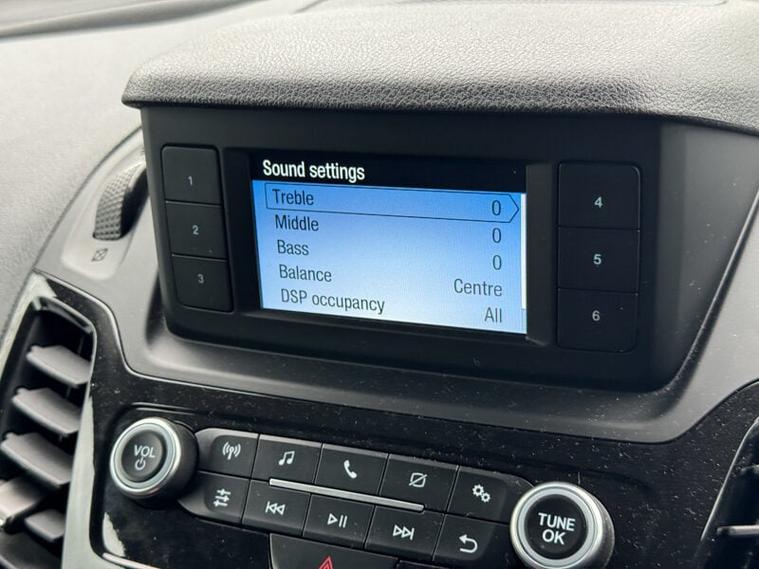 Sound settings
Treble 0
Middle 0
Bass 0
Balance Centre
DSP occupancy All
1
2
3
4
5
6
VOL
TUNE
OK